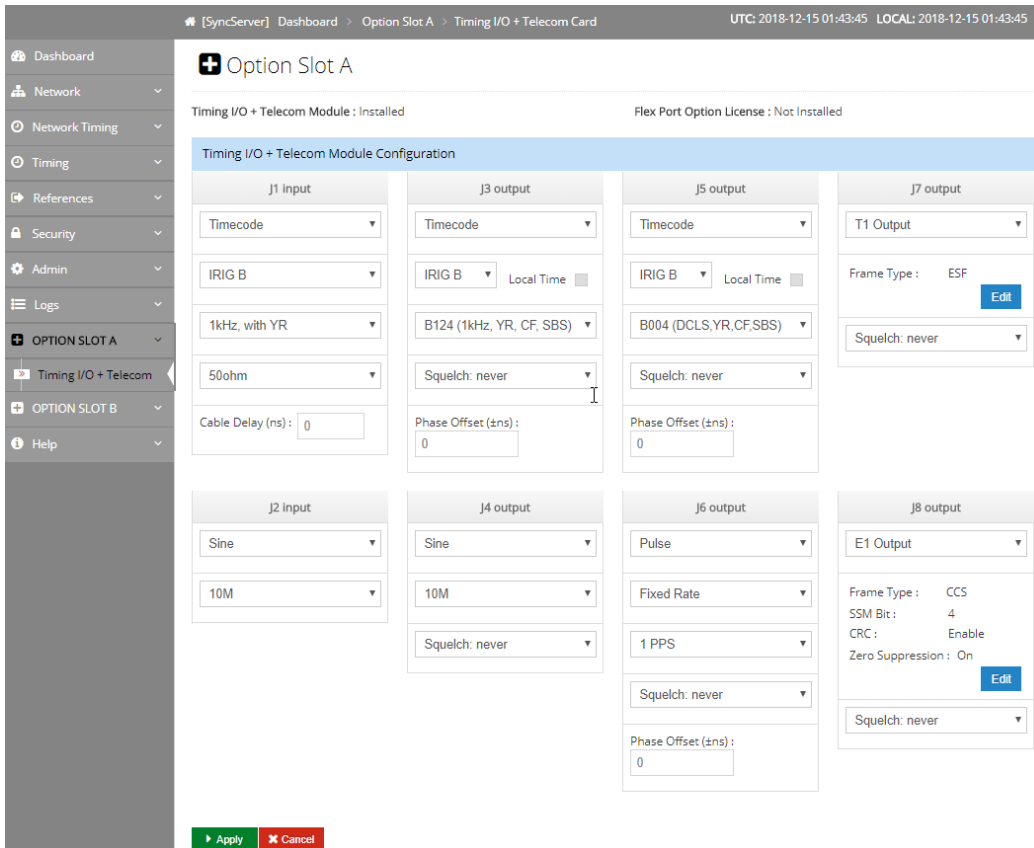 [SyncServer] Dashboard > Option Slot A > Timing I/O + Telecom Card
UTC: 2018-12-15 01:43:45 LOCAL: 2018-12-15 01:43:45
Dashboard
Network
Network Timing
Timing
References
Security
Admin
Logs
OPTION SLOT A
Timing I/O + Telecom
OPTION SLOT B
Help
Option Slot A
Timing I/O + Telecom Module : Installed
Flex Port Option License : Not Installed
Timing I/O + Telecom Module Configuration
J1 input
Timecode
IRIG B
1kHz, with YR
50ohm
Cable Delay (ns) : 0
J3 output
Timecode
IRIG B Local Time
B124 (1kHz, YR, CF, SBS)
Squelch: never
Phase Offset (±ns) :
0
J5 output
Timecode
IRIG B Local Time
B004 (DCLS,YR,CF,SBS)
Squelch: never
Phase Offset (±ns) :
0
J7 output
T1 Output
Frame Type : ESF
Edit
Squelch: never
J2 input
Sine
10M
J4 output
Sine
10M
Squelch: never
J6 output
Pulse
Fixed Rate
1 PPS
Squelch: never
Phase Offset (±ns) :
0
J8 output
E1 Output
Frame Type : CCS
SSM Bit : 4
CRC : Enable
Zero Suppression : On
Edit
Squelch: never
Apply
Cancel